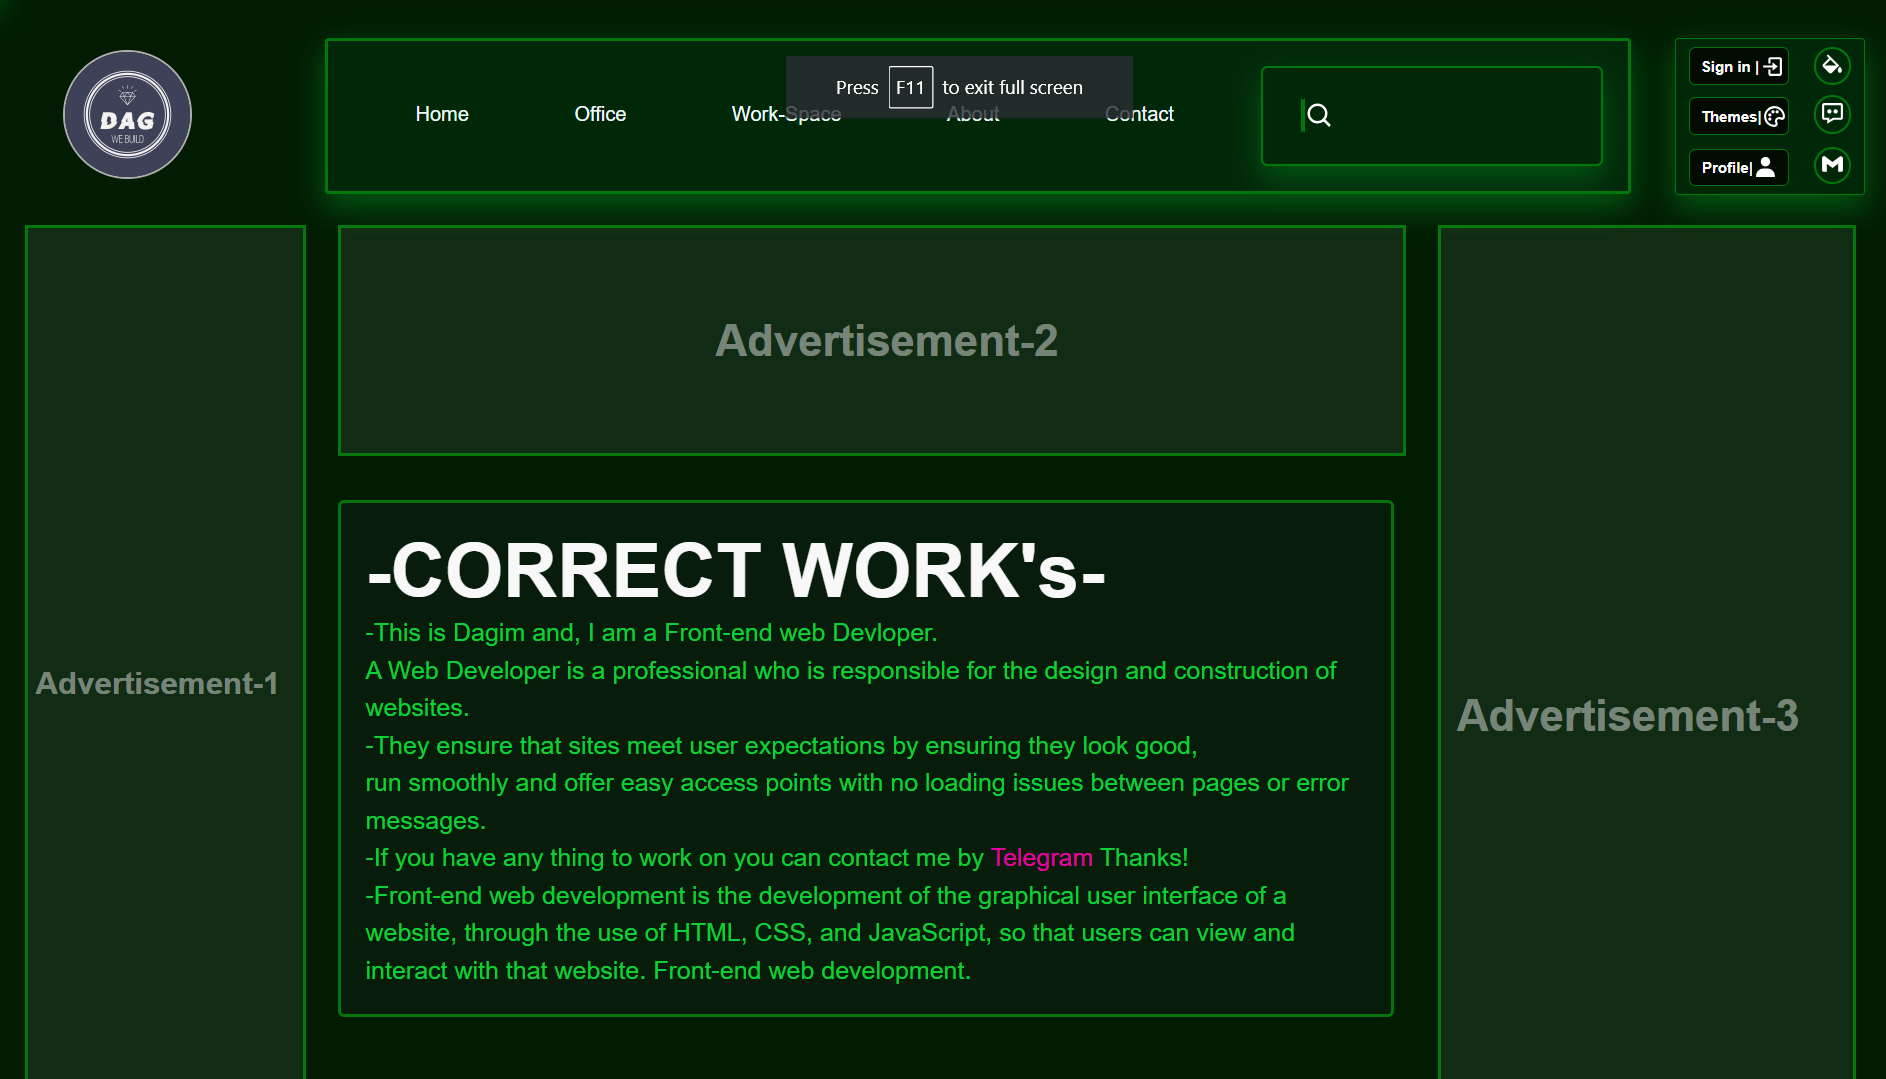 DAG
WE BUILD
Home
Office
Work-Space
About
Contact
Press F11 to exit full screen
Sign in |
Themes|
Profile|
Advertisement-1
Advertisement-2
Advertisement-3
-CORRECT WORK's-
-This is Dagim and, I am a Front-end web Devloper.
A Web Developer is a professional who is responsible for the design and construction of
websites.
-They ensure that sites meet user expectations by ensuring they look good,
run smoothly and offer easy access points with no loading issues between pages or error
messages.
-If you have any thing to work on you can contact me by Telegram Thanks!
-Front-end web development is the development of the graphical user interface of a
website, through the use of HTML, CSS, and JavaScript, so that users can view and
interact with that website. Front-end web development.